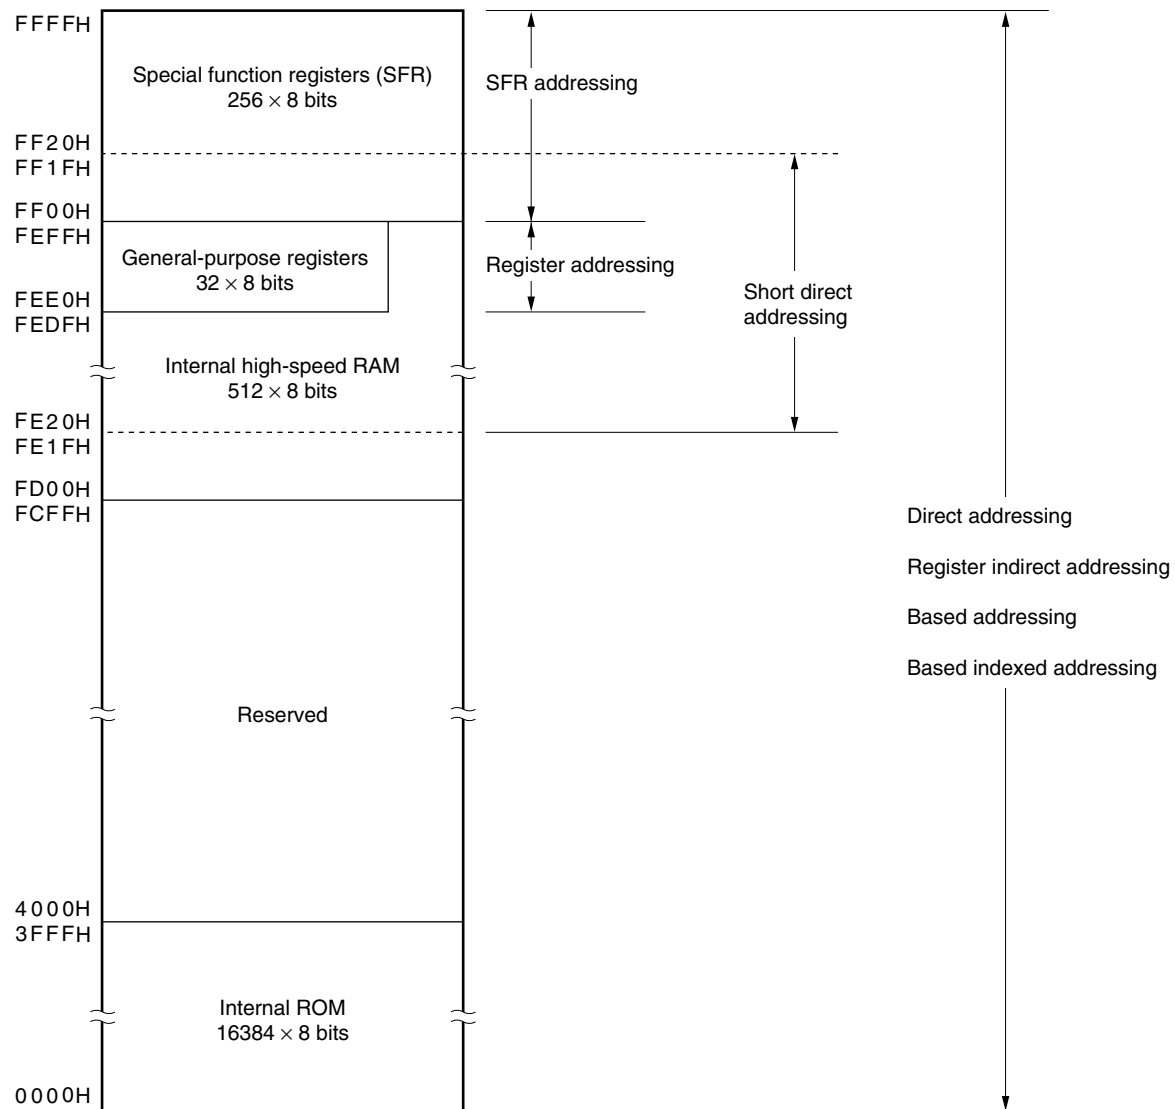 FFFFH
Special function registers (SFR)
256 × 8 bits
SFR addressing
FF20H
FF1FH
FF00H
FEFFH
General-purpose registers
32 × 8 bits
Register addressing
FEE0H
FEDFH
Short direct
addressing
Internal high-speed RAM
512 × 8 bits
FE20H
FE1FH
FD00H
FCFFH
Direct addressing
Register indirect addressing
Based addressing
Based indexed addressing
Reserved
4000H
3FFFH
Internal ROM
16384 × 8 bits
0000H